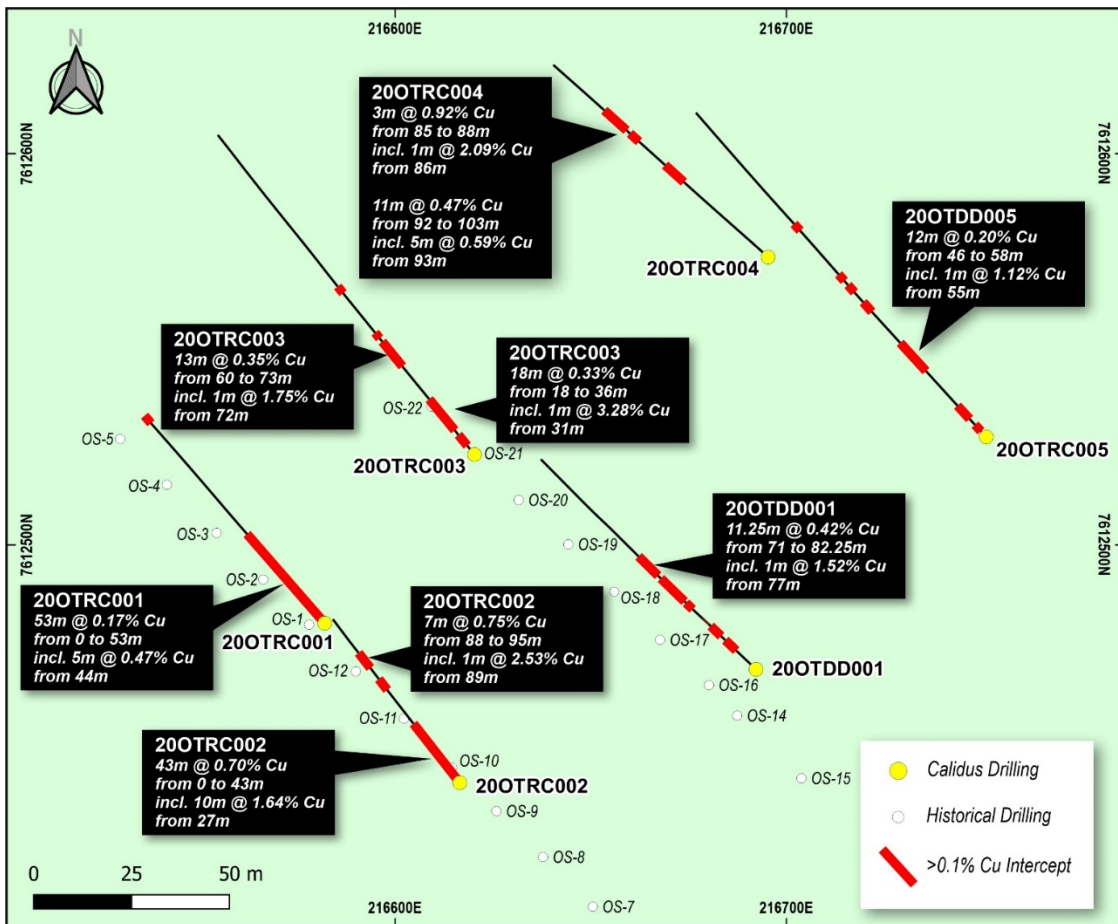 216600E
216700E
N
7612600N
7612600N
20OTRC004
3m @ 0.92% Cu
from 85 to 88m
incl. 1m @ 2.09% Cu
from 86m
11m @ 0.47% Cu
from 92 to 103m
incl. 5m @ 0.59% Cu
from 93m
20OTRC004
20OTDD005
12m @ 0.20% Cu
from 46 to 58m
incl. 1m @ 1.12% Cu
from 55m
20OTRC005
20OTRC003
13m @ 0.35% Cu
from 60 to 73m
incl. 1m @ 1.75% Cu
from 72m
20OTRC003
18m @ 0.33% Cu
from 18 to 36m
incl. 1m @ 3.28% Cu
from 31m
OS-22
OS-21
20OTRC003
OS-5
OS-4
OS-3
OS-2
OS-1
OS-20
OS-19
OS-18
OS-17
OS-16
OS-14
OS-15
7612500N
7612500N
20OTDD001
11.25m @ 0.42% Cu
from 71 to 82.25m
incl. 1m @ 1.52% Cu
from 77m
20OTDD001
20OTRC001
53m @ 0.17% Cu
from 0 to 53m
incl. 5m @ 0.47% Cu
from 44m
20OTRC001
20OTRC002
7m @ 0.75% Cu
from 88 to 95m
incl. 1m @ 2.53% Cu
from 89m
OS-12
OS-11
OS-10
20OTRC002
43m @ 0.70% Cu
from 0 to 43m
incl. 10m @ 1.64% Cu
from 27m
20OTRC002
OS-9
OS-8
OS-7
Calidus Drilling
Historical Drilling
>0.1% Cu Intercept
0 25 50 m
216600E
216700E